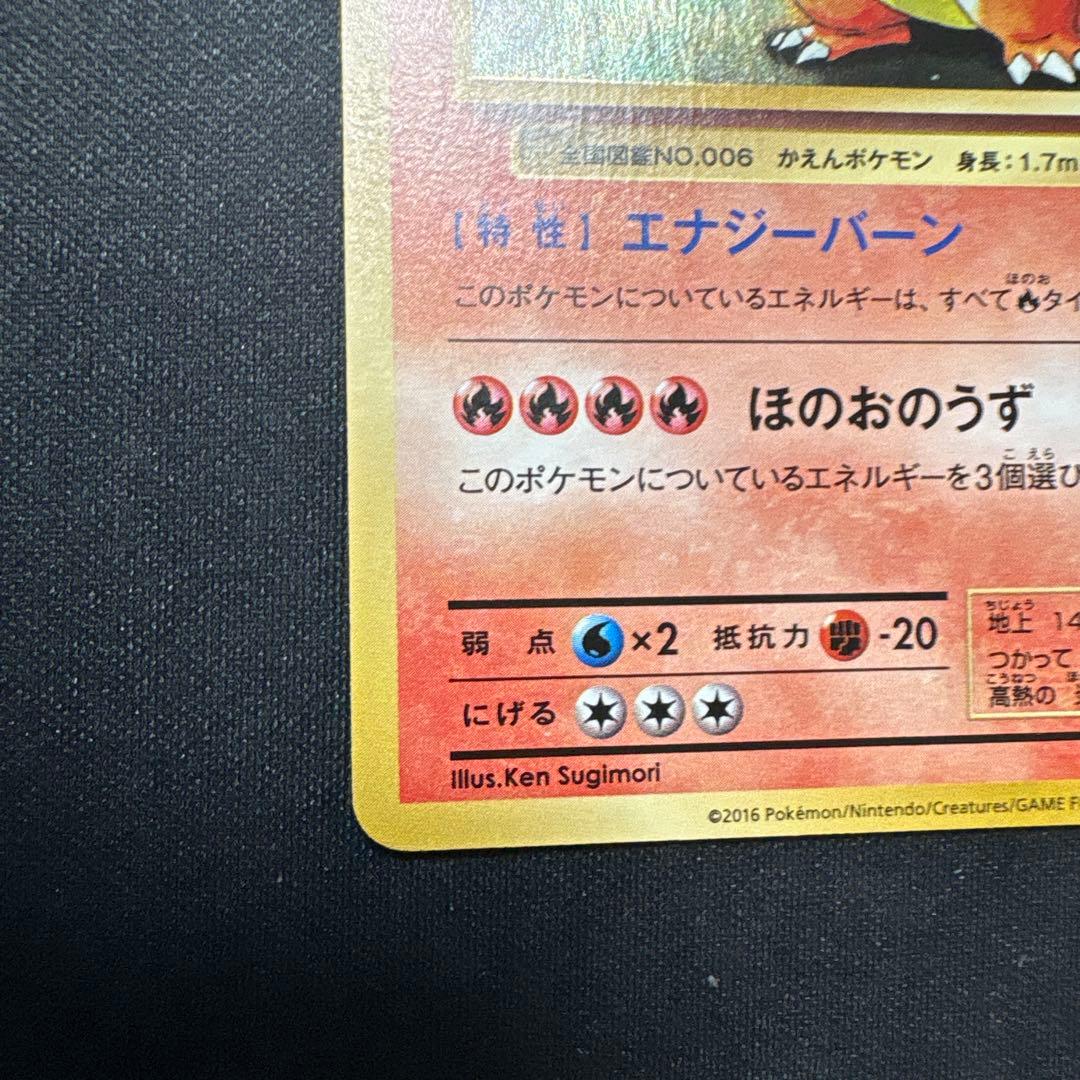 全国図鑑NO.006 かえんポケモン 身長:1.7m
【特性】 エナジーバーン
ほのお
このポケモンについているエネルギーは、すべてタイ
ほのおのうず
こ えら
このポケモンについているエネルギーを3個選び
弱点 ×2 抵抗力 -20
にげる
ちじょう
地上 14
つかって
こうねつ ほ
高熱の
Illus.Ken Sugimori
©2016 Pokémon/Nintendo/Creatures/GAME F